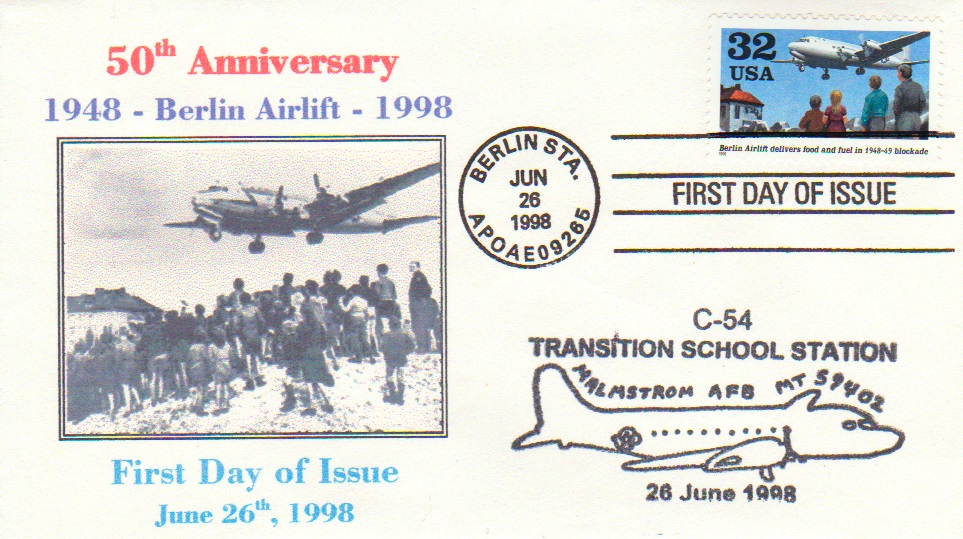 50th Anniversary
1948 - Berlin Airlift - 1998
First Day of Issue
June 26th, 1998
BERLIN STA.
JUN
26
1998
APOAE09265
32
USA
Berlin Airlift delivers food and fuel in 1948-49 blockade
1998
FIRST DAY OF ISSUE
C-54
TRANSITION SCHOOL STATION
MALMSTROM AFB MT 59402
26 June 1998